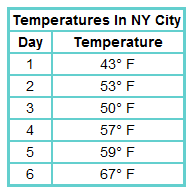 Temperatures In NY City
Day Temperature
1 43° F
2 53° F
3 50° F
4 57° F
5 59° F
6 67° F